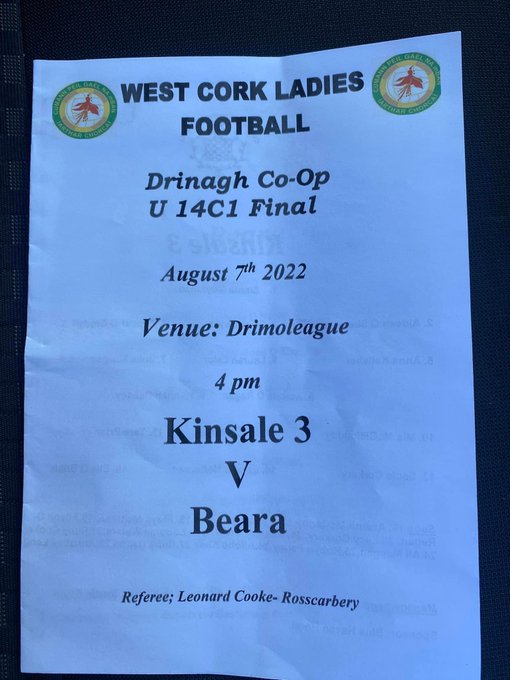 WEST CORK LADIES
FOOTBALL
Drinagh Co-Op
U 14C1 Final
August 7th 2022
Venue: Drimoleague
4 pm
Kinsale 3
V
Beara
Referee; Leonard Cooke- Rosscarbery